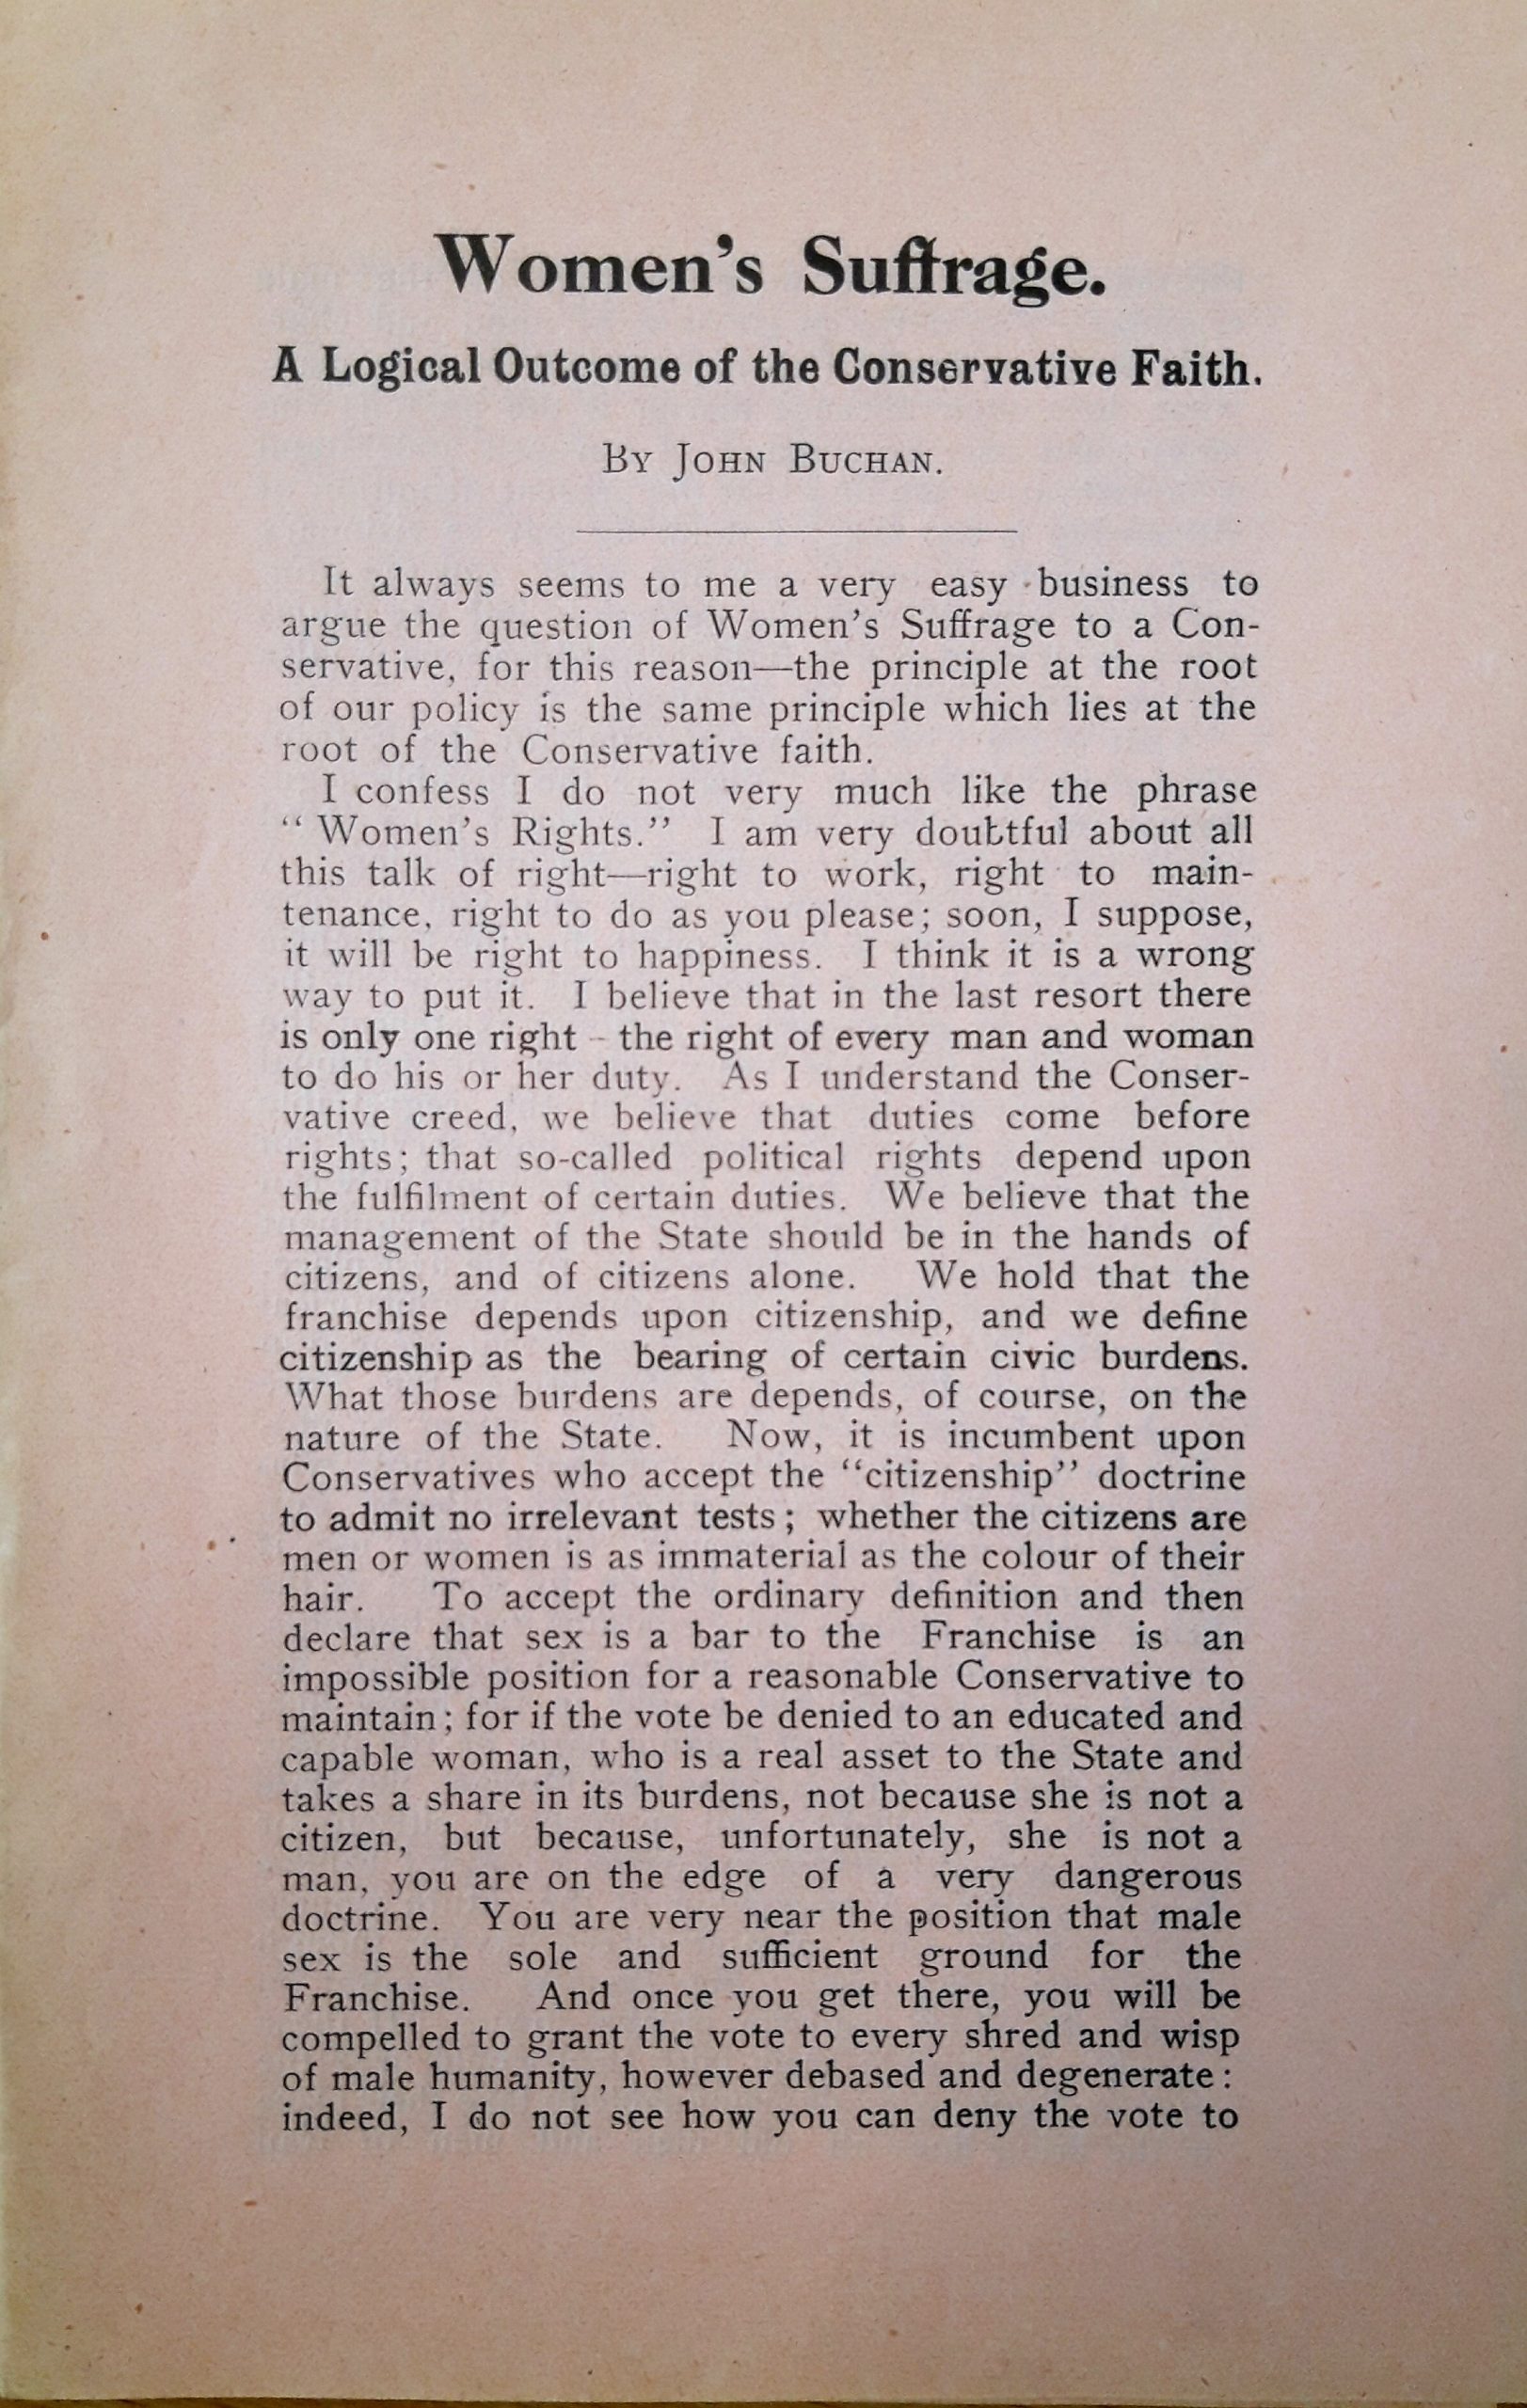 Women's Suffrage.
A Logical Outcome of the Conservative Faith.
By John Buchan.
It always seems to me a very easy business to
argue the question of Women's Suffrage to a Con-
servative, for this reason—the principle at the root
of our policy is the same principle which lies at the
root of the Conservative faith.
I confess I do not very much like the phrase
“Women's Rights.” I am very doubtful about all
this talk of right—right to work, right to main-
tenance, right to do as you please; soon, I suppose,
it will be right to happiness. I think it is a wrong
way to put it. I believe that in the last resort there
is only one right - the right of every man and woman
to do his or her duty. As I understand the Conser-
vative creed, we believe that duties come before
rights; that so-called political rights depend upon
the fulfilment of certain duties. We believe that the
management of the State should be in the hands of
citizens, and of citizens alone. We hold that the
franchise depends upon citizenship, and we define
citizenship as the bearing of certain civic burdens.
What those burdens are depends, of course, on the
nature of the State. Now, it is incumbent upon
Conservatives who accept the “citizenship” doctrine
to admit no irrelevant tests; whether the citizens are
men or women is as immaterial as the colour of their
hair. To accept the ordinary definition and then
declare that sex is a bar to the Franchise is an
impossible position for a reasonable Conservative to
maintain; for if the vote be denied to an educated and
capable woman, who is a real asset to the State and
takes a share in its burdens, not because she is not a
citizen, but because, unfortunately, she is not a
man, you are on the edge of a very dangerous
doctrine. You are very near the position that male
sex is the sole and sufficient ground for the
Franchise. And once you get there, you will be
compelled to grant the vote to every shred and wisp
of male humanity, however debased and degenerate:
indeed, I do not see how you can deny the vote to